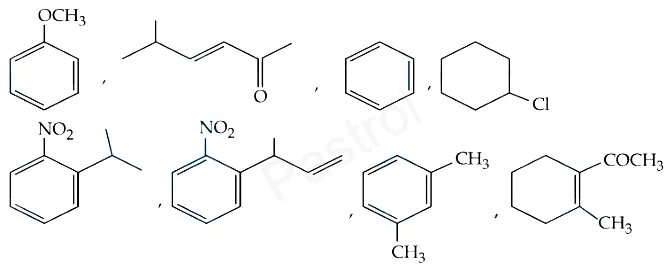 OCH₃
, O , , Cl
NO₂ NO₂
, , CH₃ , COCH₃
CH₃ CH₃